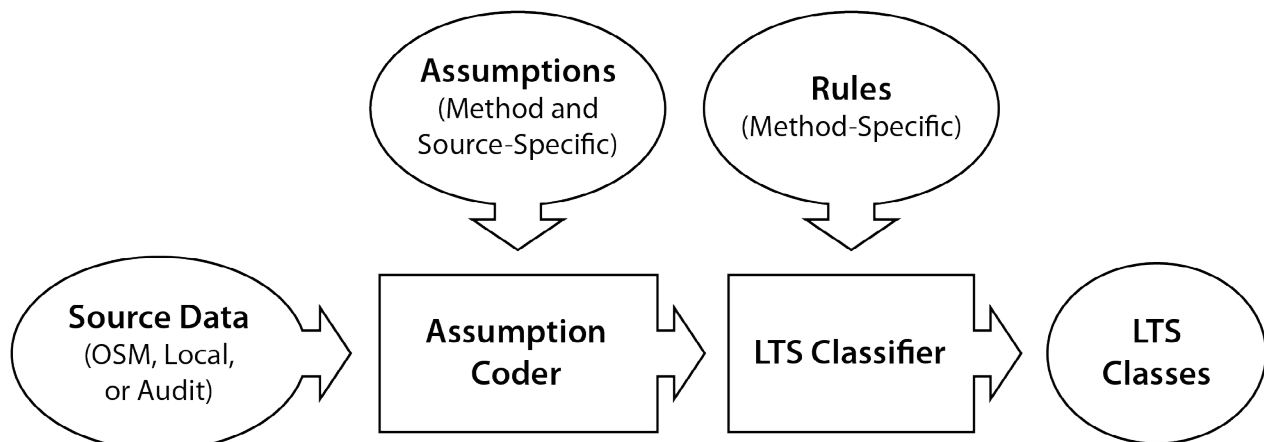 Assumptions
(Method and
Source-Specific)
Rules
(Method-Specific)
Source Data
(OSM, Local,
or Audit)
Assumption
Coder
LTS Classifier
LTS
Classes